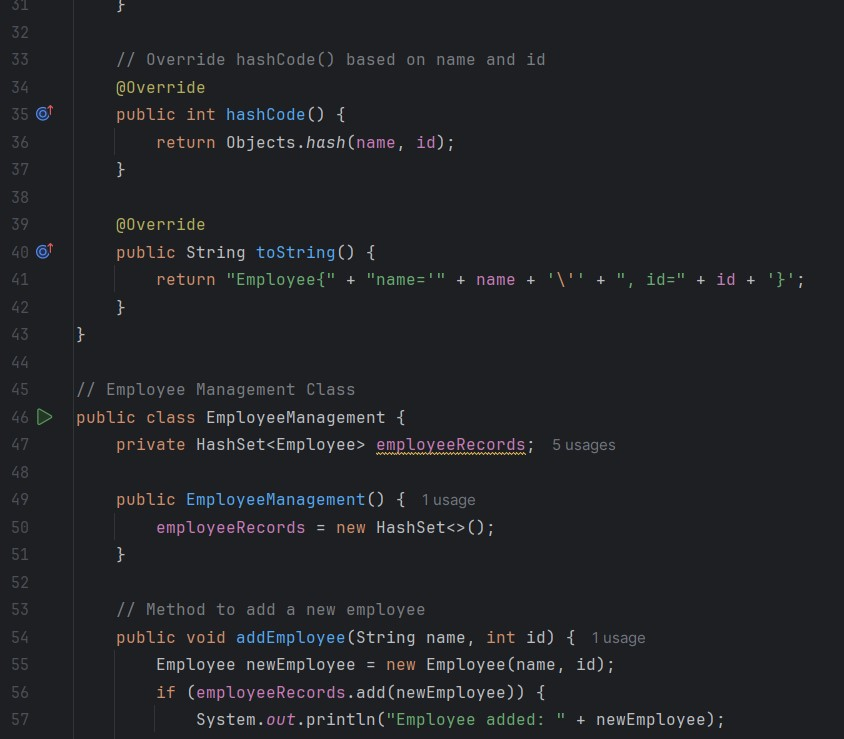 31 }
32
33 // Override hashCode() based on name and id
34 @Override
35 public int hashCode() {
36 return Objects.hash(name, id);
37 }
38
39 @Override
40 public String toString() {
41 return "Employee{" + "name='" + name + '\'' + ", id=" + id + '}';
42 }
43 }
44
45 // Employee Management Class
46 public class EmployeeManagement {
47 private HashSet<Employee> employeeRecords; 5 usages
48
49 public EmployeeManagement() { 1 usage
50 employeeRecords = new HashSet<>();
51 }
52
53 // Method to add a new employee
54 public void addEmployee(String name, int id) { 1 usage
55 Employee newEmployee = new Employee(name, id);
56 if (employeeRecords.add(newEmployee)) {
57 System.out.println("Employee added: " + newEmployee);